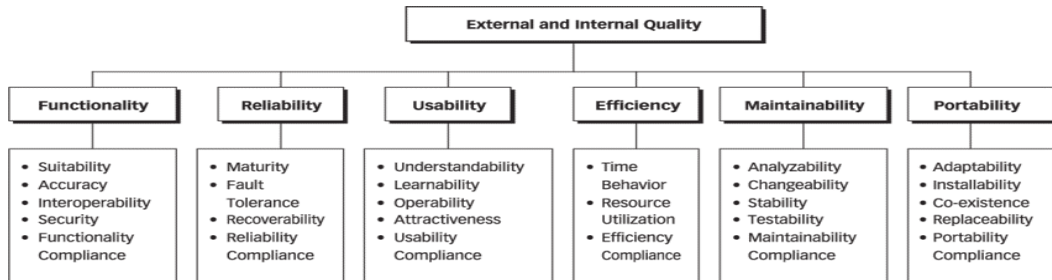 External and Internal Quality
Functionality
Reliability
Usability
Efficiency
Maintainability
Portability
• Suitability
• Accuracy
• Interoperability
• Security
• Functionality
Compliance
• Maturity
• Fault
Tolerance
• Recoverability
• Reliability
Compliance
• Understandability
• Learnability
• Operability
• Attractiveness
• Usability
Compliance
• Time
Behavior
• Resource
Utilization
• Efficiency
Compliance
• Analyzability
• Changeability
• Stability
• Testability
• Maintainability
Compliance
• Adaptability
• Installability
• Co-existence
• Replaceability
• Portability
Compliance